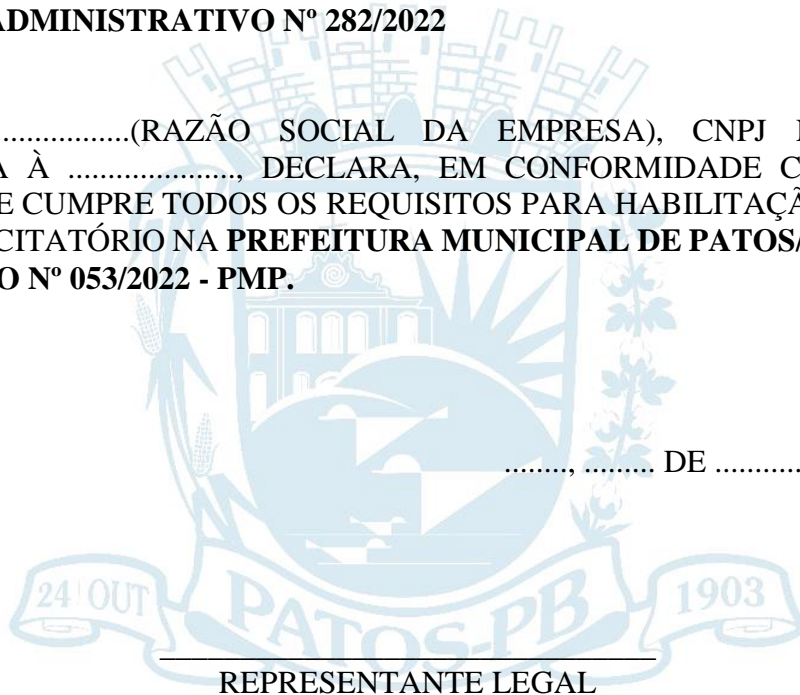 ADMINISTRATIVO Nº 282/2022
................(RAZÃO SOCIAL DA EMPRESA), CNPJ
A À ...................., DECLARA, EM CONFORMIDADE C
E CUMPRE TODOS OS REQUISITOS PARA HABILITAÇÃ
CITATÓRIO NA PREFEITURA MUNICIPAL DE PATOS/
O Nº 053/2022 - PMP.
........, ......... DE ...........
24 OUT
PATOS-PB
1903
_________________________________
REPRESENTANTE LEGAL